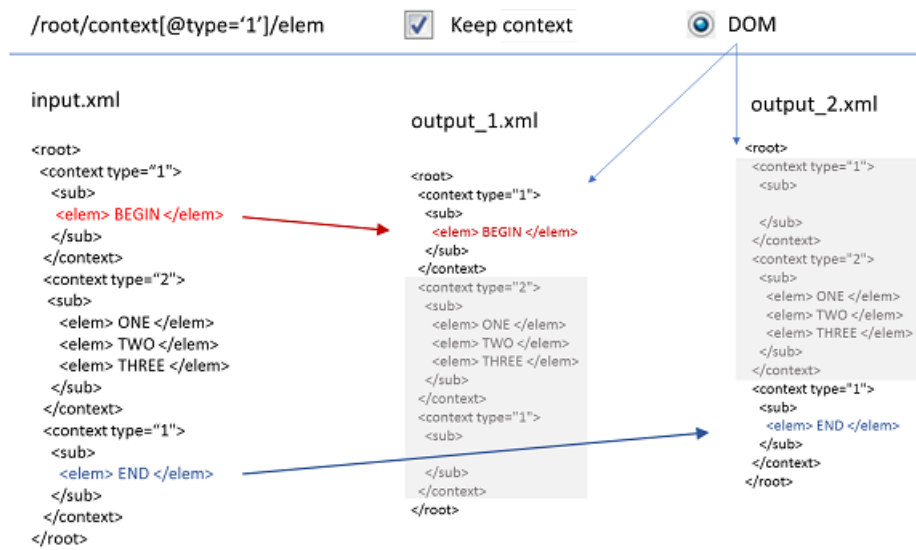 /root/context[@type=‘1’]/elem
Keep context
DOM
input.xml
<root>
<context type=“1">
<sub>
<elem> BEGIN </elem>
</sub>
</context>
<context type=“2">
<sub>
<elem> ONE </elem>
<elem> TWO </elem>
<elem> THREE </elem>
</sub>
</context>
<context type=“1">
<sub>
<elem> END </elem>
</sub>
</context>
</root>
output_1.xml
<root>
<context type="1">
<sub>
<elem> BEGIN </elem>
</sub>
</context>
<context type="2">
<sub>
<elem> ONE </elem>
<elem> TWO </elem>
<elem> THREE </elem>
</sub>
</context>
<context type="1">
<sub>
</sub>
</context>
</root>
output_2.xml
<root>
<context type="1">
<sub>
</sub>
</context>
<context type="2">
<sub>
<elem> ONE </elem>
<elem> TWO </elem>
<elem> THREE </elem>
</sub>
</context>
<context type="1">
<sub>
<elem> END </elem>
</sub>
</context>
</root>